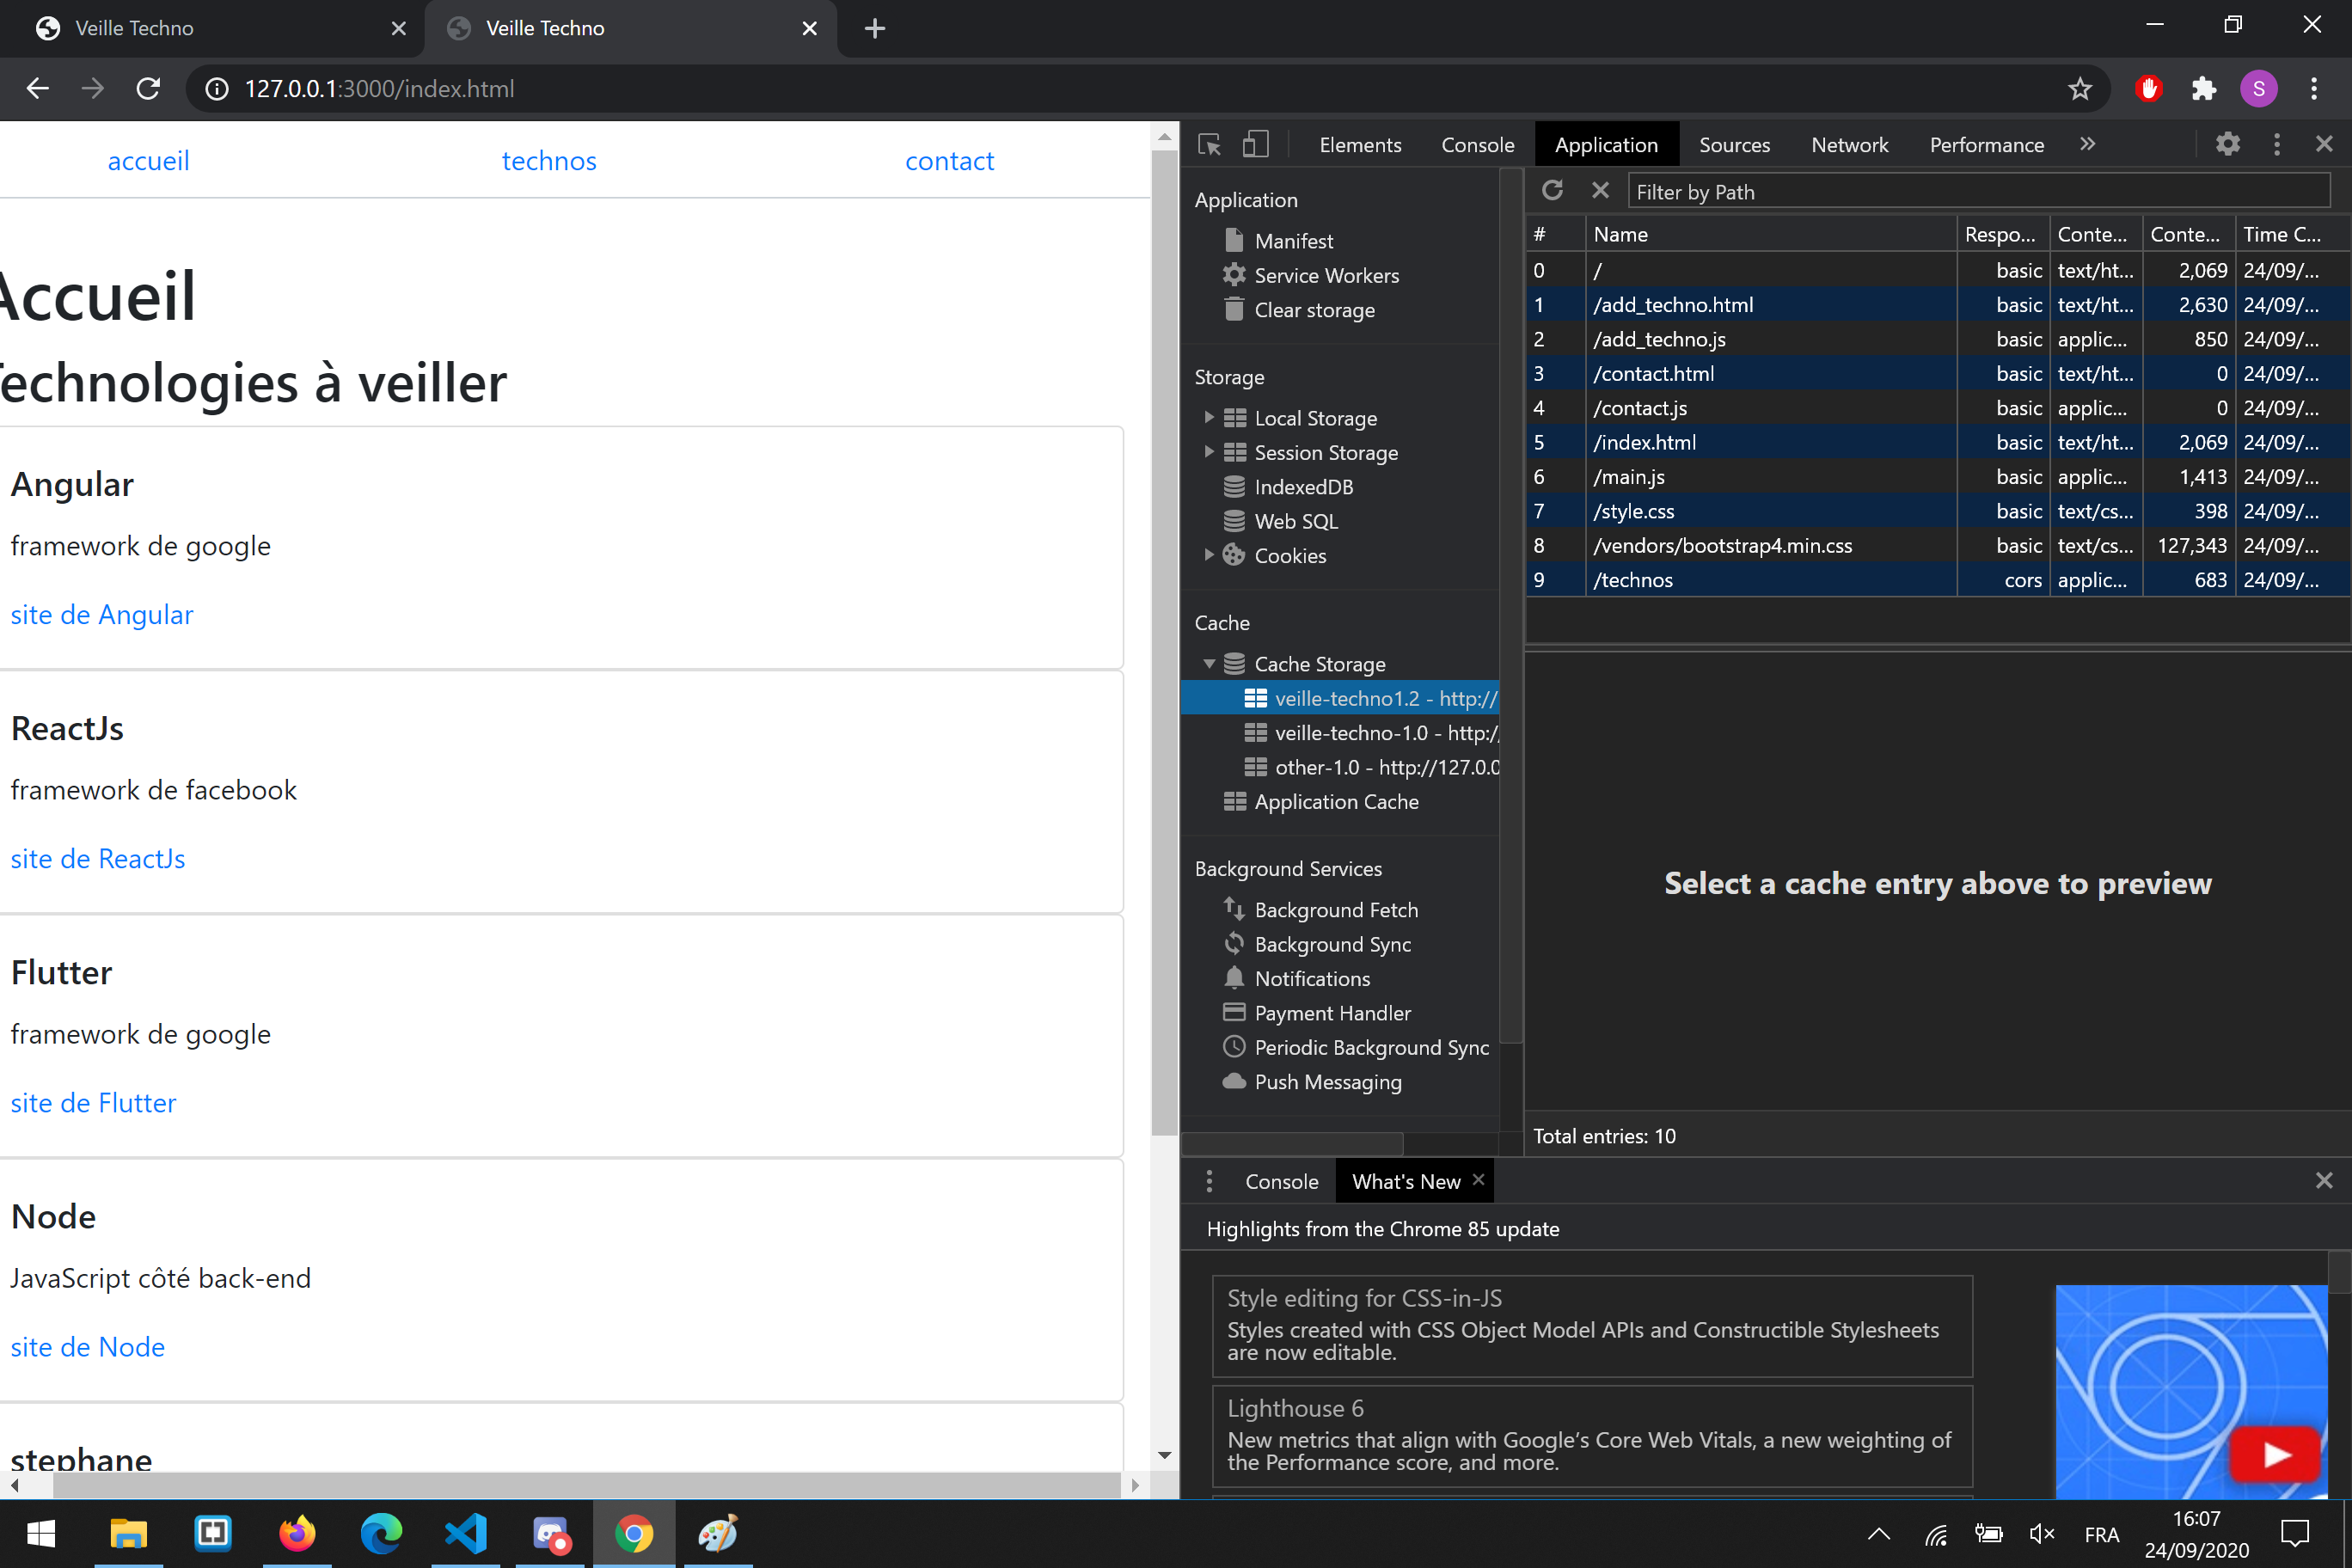 Veille Techno
Veille Techno
127.0.0.1:3000/index.html
S
accueil technos contact
Accueil
Technologies à veiller
Angular
framework de google
site de Angular
ReactJs
framework de facebook
site de ReactJs
Flutter
framework de google
site de Flutter
Node
JavaScript côté back-end
site de Node
stephane
Elements Console Application Sources Network Performance
Application
Manifest
Service Workers
Clear storage
Storage
Local Storage
Session Storage
IndexedDB
Web SQL
Cookies
Cache
Cache Storage
veille-techno1.2 - http://
veille-techno-1.0 - http:/
other-1.0 - http://127.0.0
Application Cache
Background Services
Background Fetch
Background Sync
Notifications
Payment Handler
Periodic Background Sync
Push Messaging
Filter by Path
# Name Respo... Conte... Conte... Time C...
0 / basic text/ht... 2,069 24/09/...
1 /add_techno.html basic text/ht... 2,630 24/09/...
2 /add_techno.js basic applic... 850 24/09/...
3 /contact.html basic text/ht... 0 24/09/...
4 /contact.js basic applic... 0 24/09/...
5 /index.html basic text/ht... 2,069 24/09/...
6 /main.js basic applic... 1,413 24/09/...
7 /style.css basic text/cs... 398 24/09/...
8 /vendors/bootstrap4.min.css basic text/cs... 127,343 24/09/...
9 /technos cors applic... 683 24/09/...
Select a cache entry above to preview
Total entries: 10
Console What's New
Highlights from the Chrome 85 update
Style editing for CSS-in-JS
Styles created with CSS Object Model APIs and Constructible Stylesheets
are now editable.
Lighthouse 6
New metrics that align with Google’s Core Web Vitals, a new weighting of
the Performance score, and more.
FRA
16:07
24/09/2020